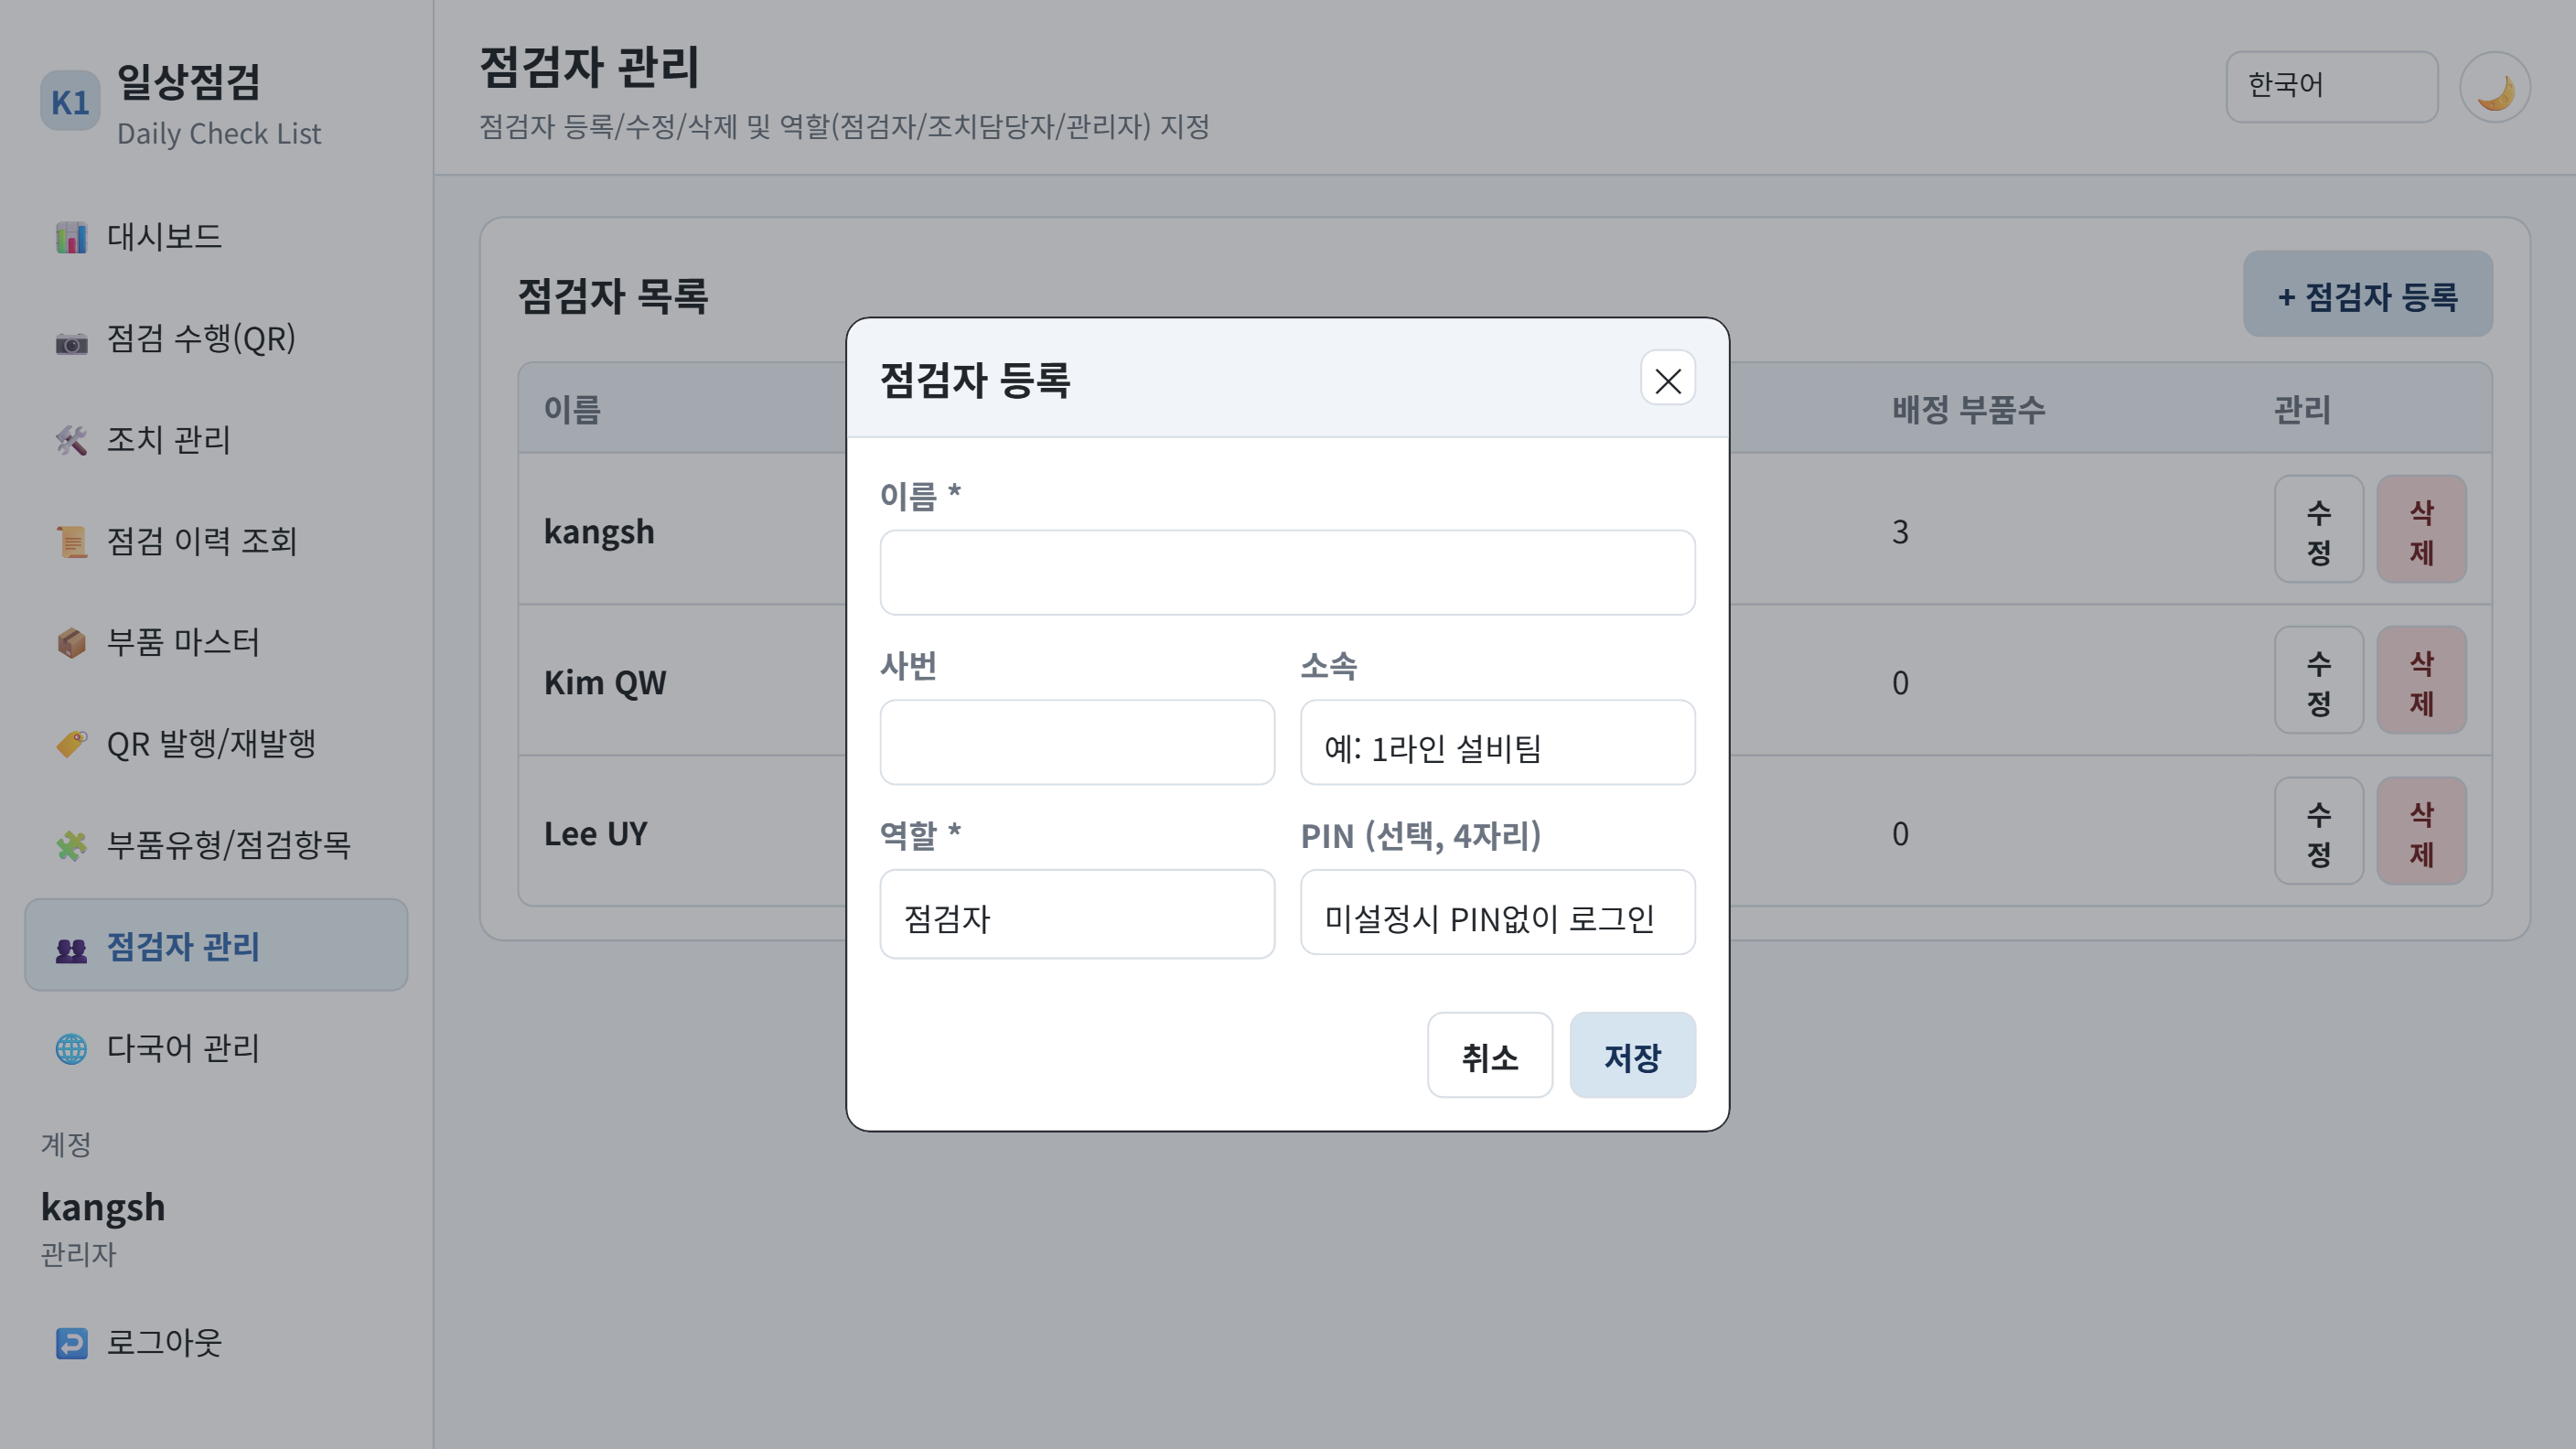 K1
일상점검
Daily Check List
대시보드
점검 수행(QR)
조치 관리
점검 이력 조회
부품 마스터
QR 발행/재발행
부품유형/점검항목
점검자 관리
다국어 관리
계정
kangsh
관리자
로그아웃
점검자 관리
점검자 등록/수정/삭제 및 역할(점검자/조치담당자/관리자) 지정
한국어
점검자 목록
+ 점검자 등록
이름
배정 부품수
관리
kangsh
3
수정
삭제
Kim QW
0
수정
삭제
Lee UY
0
수정
삭제
점검자 등록
이름 *
사번
소속
예: 1라인 설비팀
역할 *
PIN (선택, 4자리)
점검자
미설정시 PIN없이 로그인
취소
저장